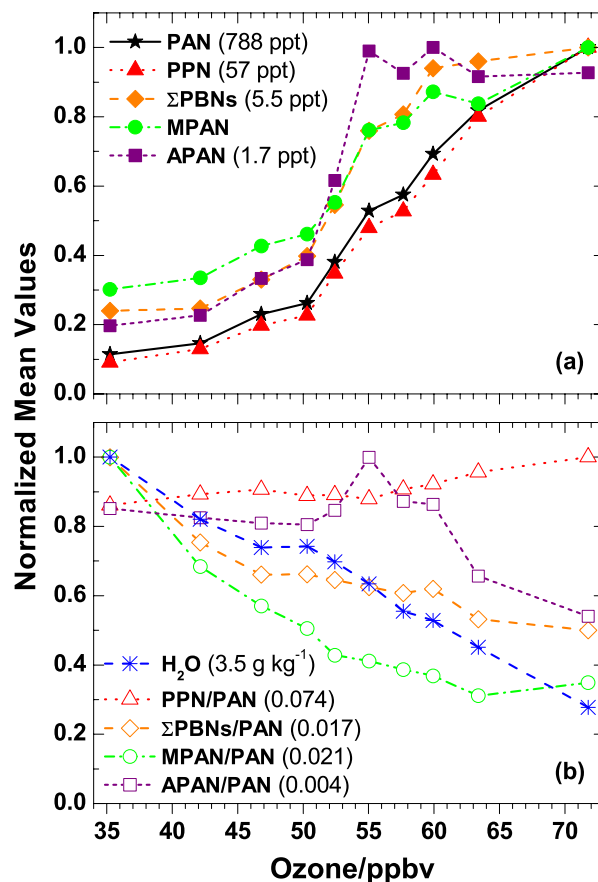 Normalized Mean Values
1.0
0.8
0.6
0.4
0.2
0.0
PAN (788 ppt)
PPN (57 ppt)
ΣPBNs (5.5 ppt)
MPAN
APAN (1.7 ppt)
(a)
1.0
0.8
0.6
0.4
0.2
0.0
H₂O (3.5 g kg⁻¹)
PPN/PAN (0.074)
ΣPBNs/PAN (0.017)
MPAN/PAN (0.021)
APAN/PAN (0.004)
(b)
35 40 45 50 55 60 65 70
Ozone/ppbv